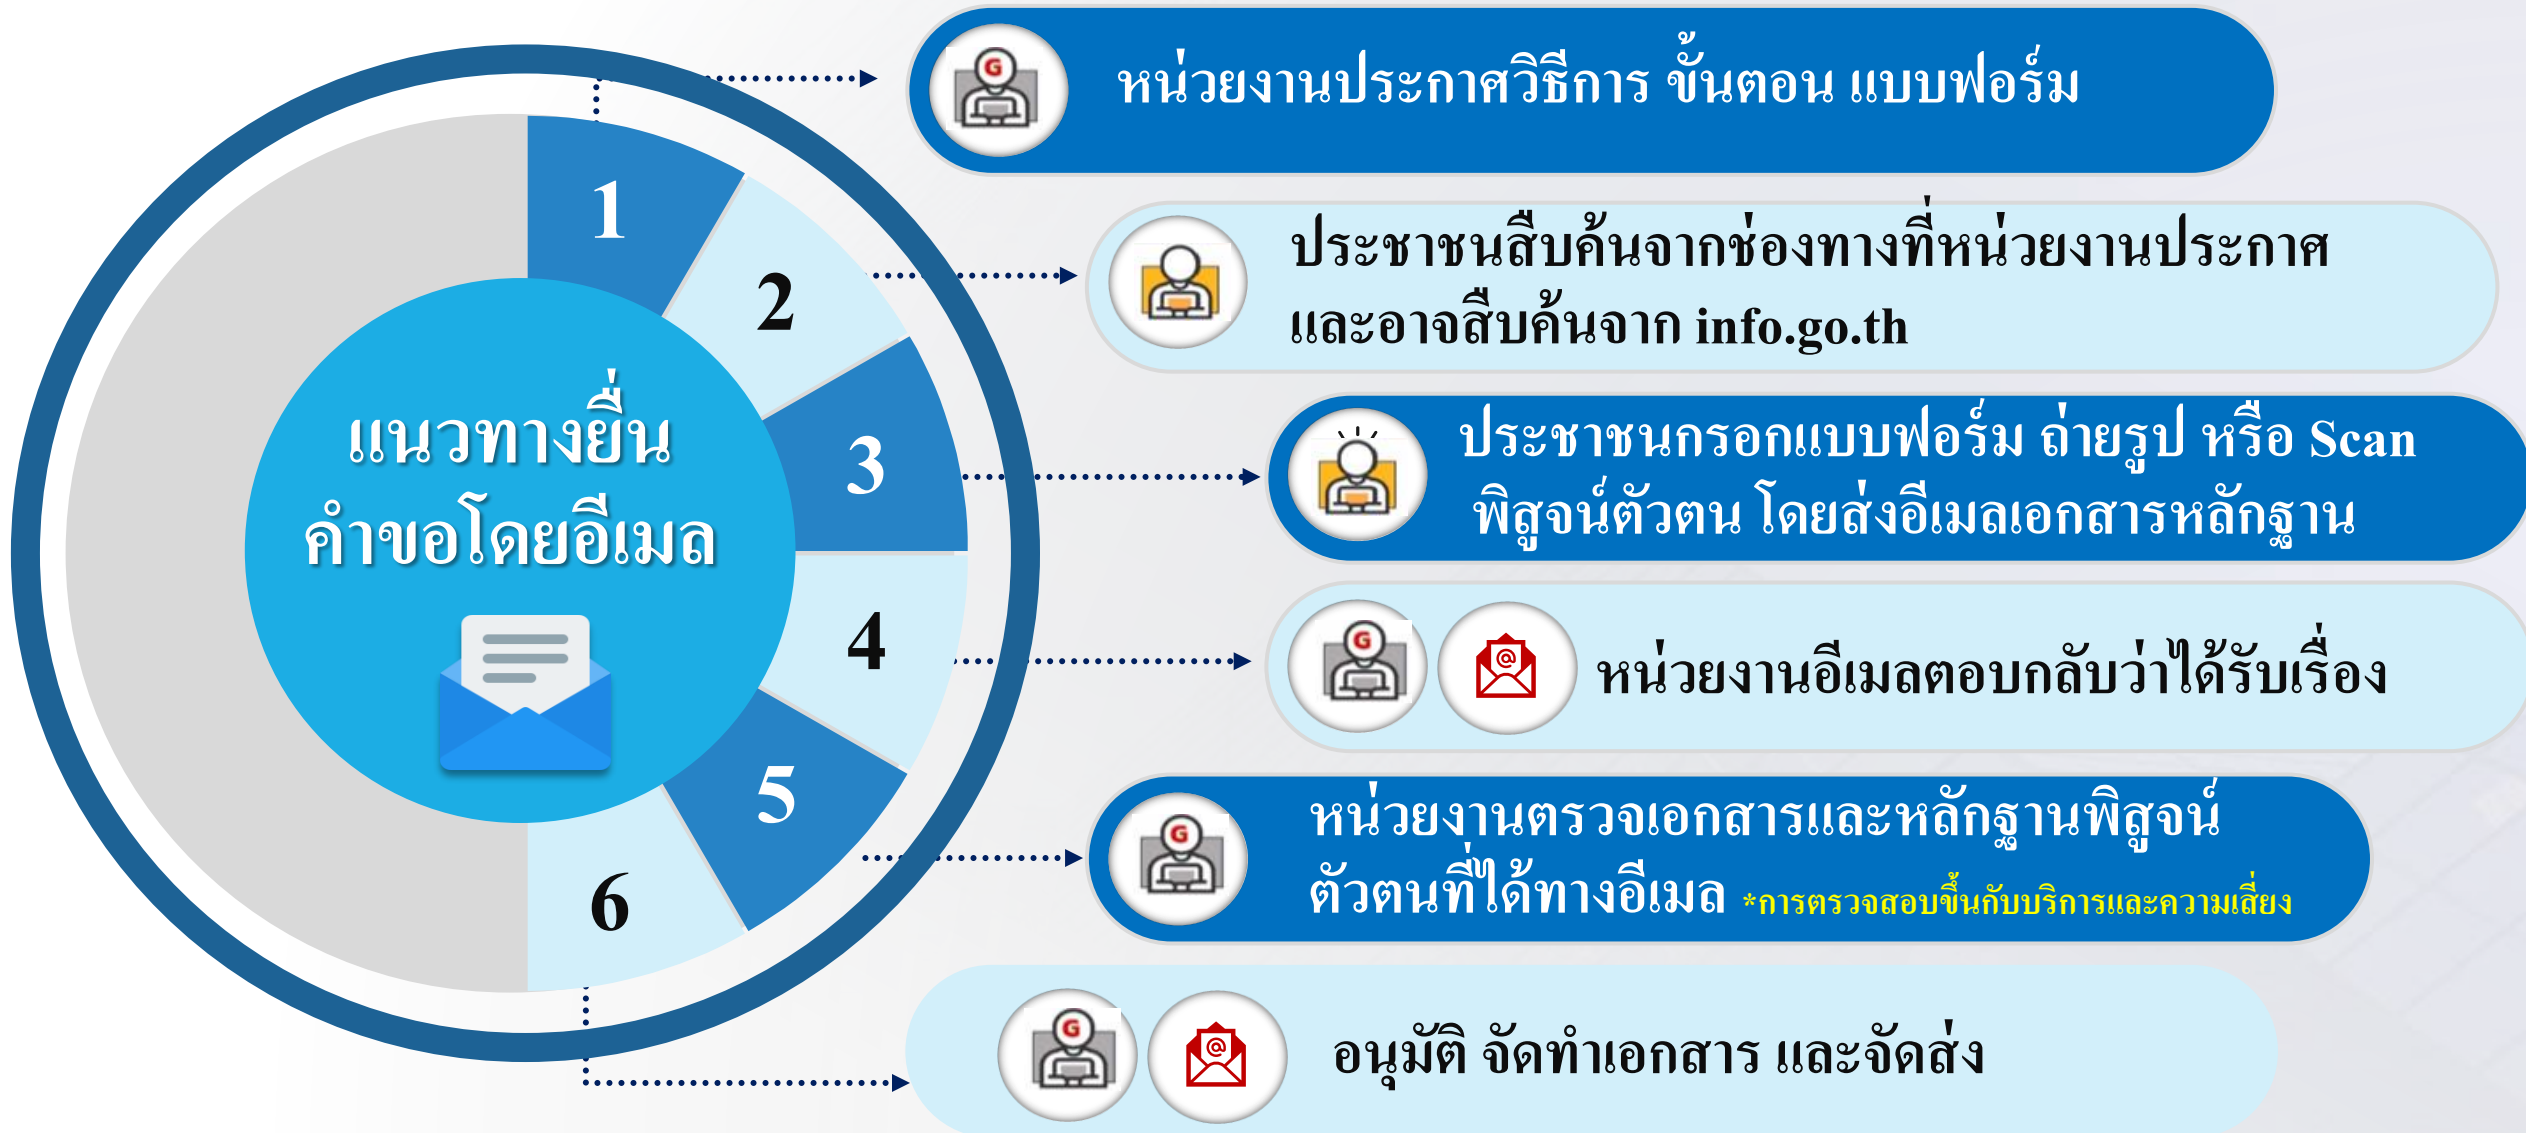 แนวทางยื่น
คำขอโดยอีเมล
1
หน่วยงานประกาศวิธีการ ขั้นตอน แบบฟอร์ม
2
ประชาชนสืบค้นจากช่องทางที่หน่วยงานประกาศ
และอาจสืบค้นจาก info.go.th
3
ประชาชนกรอกแบบฟอร์ม ถ่ายรูป หรือ Scan
พิสูจน์ตัวตน โดยส่งอีเมลเอกสารหลักฐาน
4
หน่วยงานอีเมลตอบกลับว่าได้รับเรื่อง
5
หน่วยงานตรวจเอกสารและหลักฐานพิสูจน์
ตัวตนที่ได้ทางอีเมล *การตรวจสอบขึ้นกับบริการและความเสี่ยง
6
อนุมัติ จัดทำเอกสาร และจัดส่ง
G
G
G
G
@
@